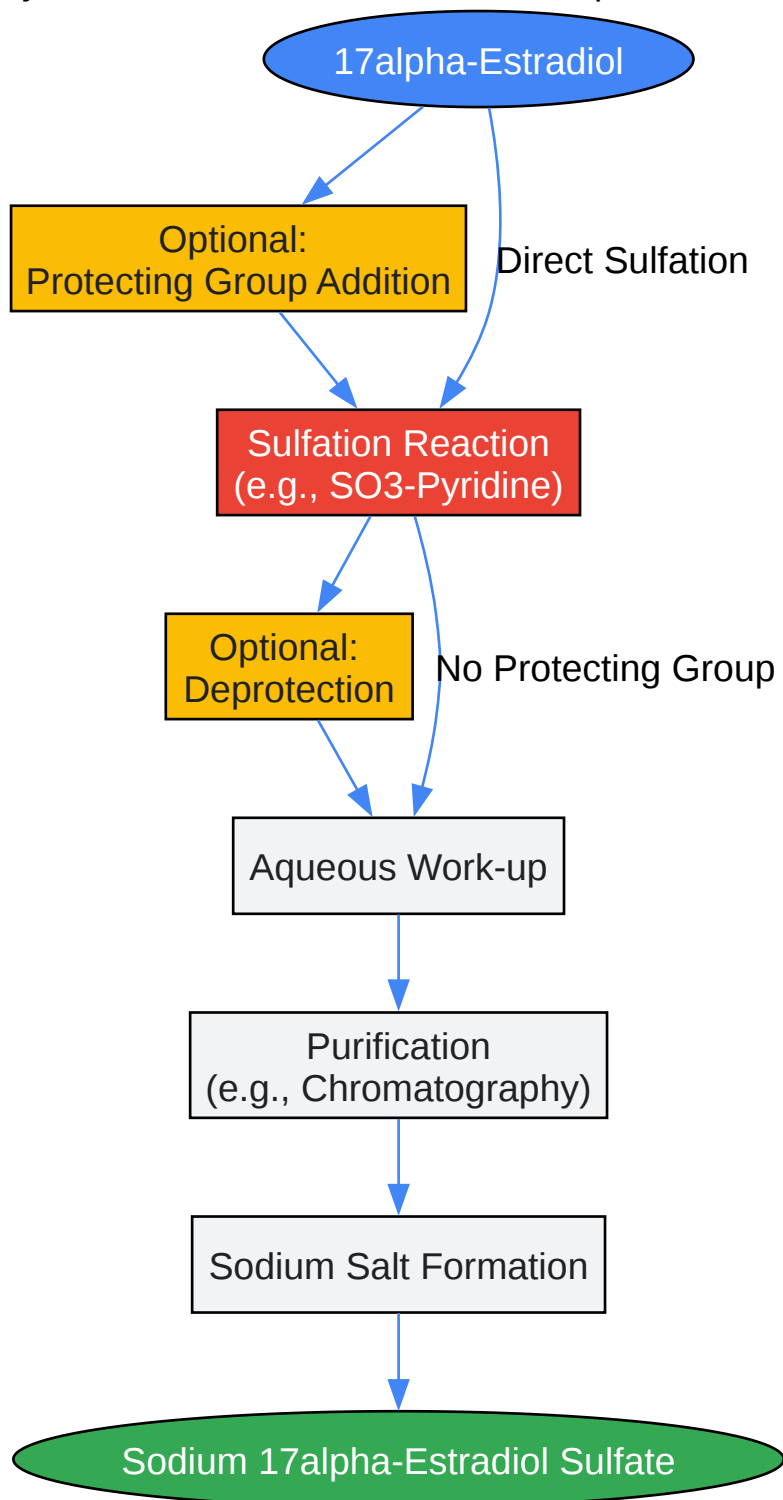 17alpha-Estradiol
Optional:
Protecting Group Addition
Direct Sulfation
Sulfation Reaction
(e.g., SO3-Pyridine)
Optional:
Deprotection
No Protecting Group
Aqueous Work-up
Purification
(e.g., Chromatography)
Sodium Salt Formation
Sodium 17alpha-Estradiol Sulfate